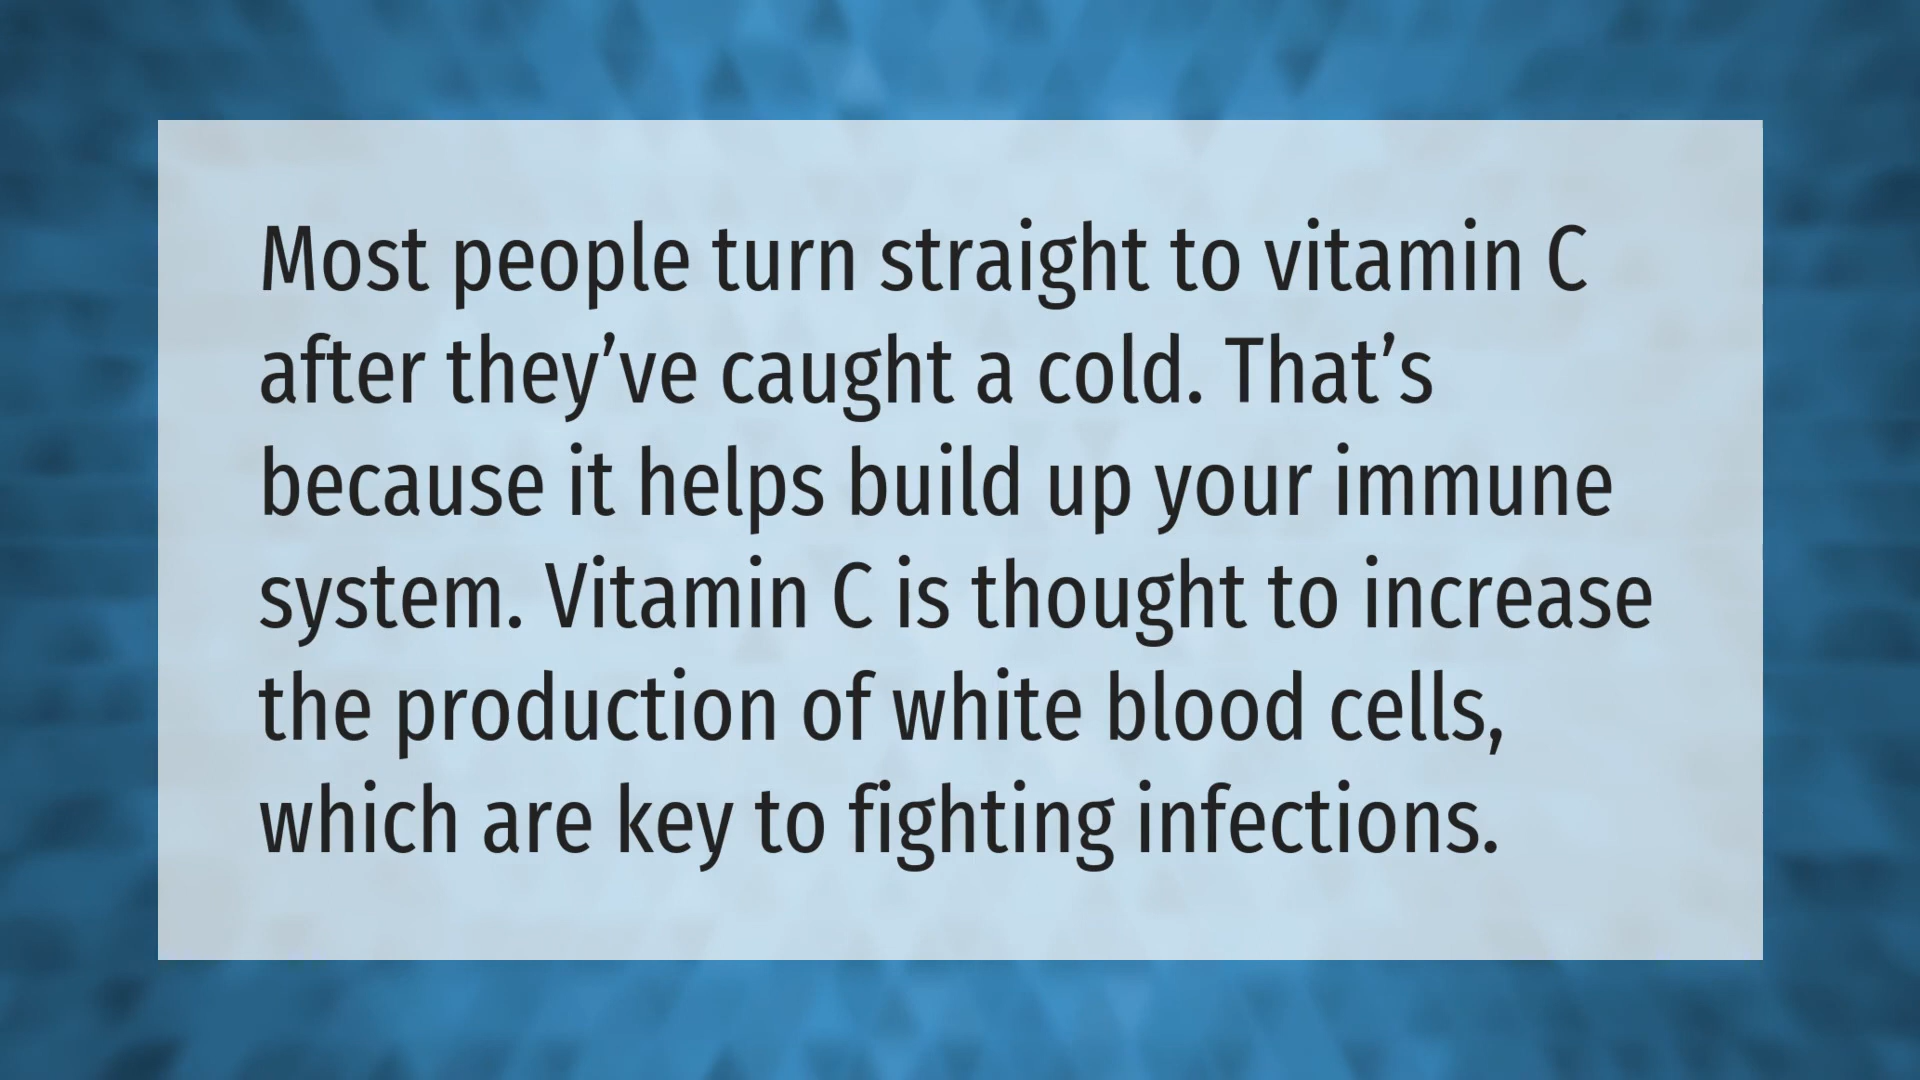 Most people turn straight to vitamin C
after they’ve caught a cold. That’s
because it helps build up your immune
system. Vitamin C is thought to increase
the production of white blood cells,
which are key to fighting infections.